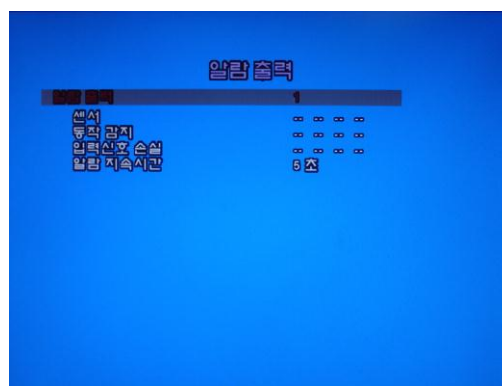 알람 출력
알람 출력 1
센서 -- -- -- --
동작 감지 -- -- -- --
입력신호 손실 -- -- -- --
알람 지속시간 5 초